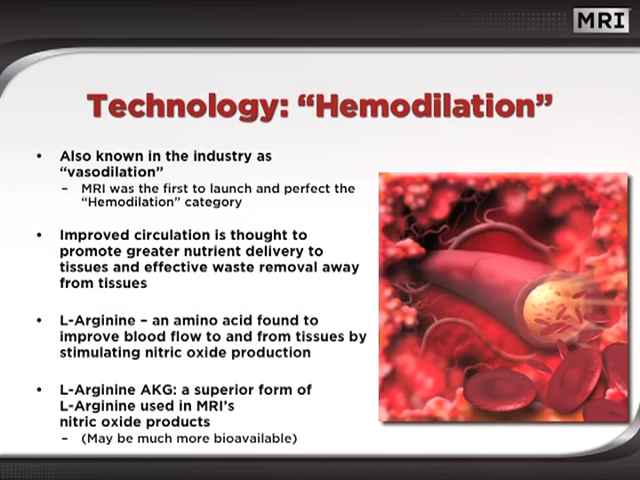 MRI
Technology: “Hemodilation”
• Also known in the industry as
“vasodilation”
– MRI was the first to launch and perfect the
“Hemodilation” category
• Improved circulation is thought to
promote greater nutrient delivery to
tissues and effective waste removal away
from tissues
• L-Arginine – an amino acid found to
improve blood flow to and from tissues by
stimulating nitric oxide production
• L-Arginine AKG: a superior form of
L-Arginine used in MRI’s
nitric oxide products
– (May be much more bioavailable)